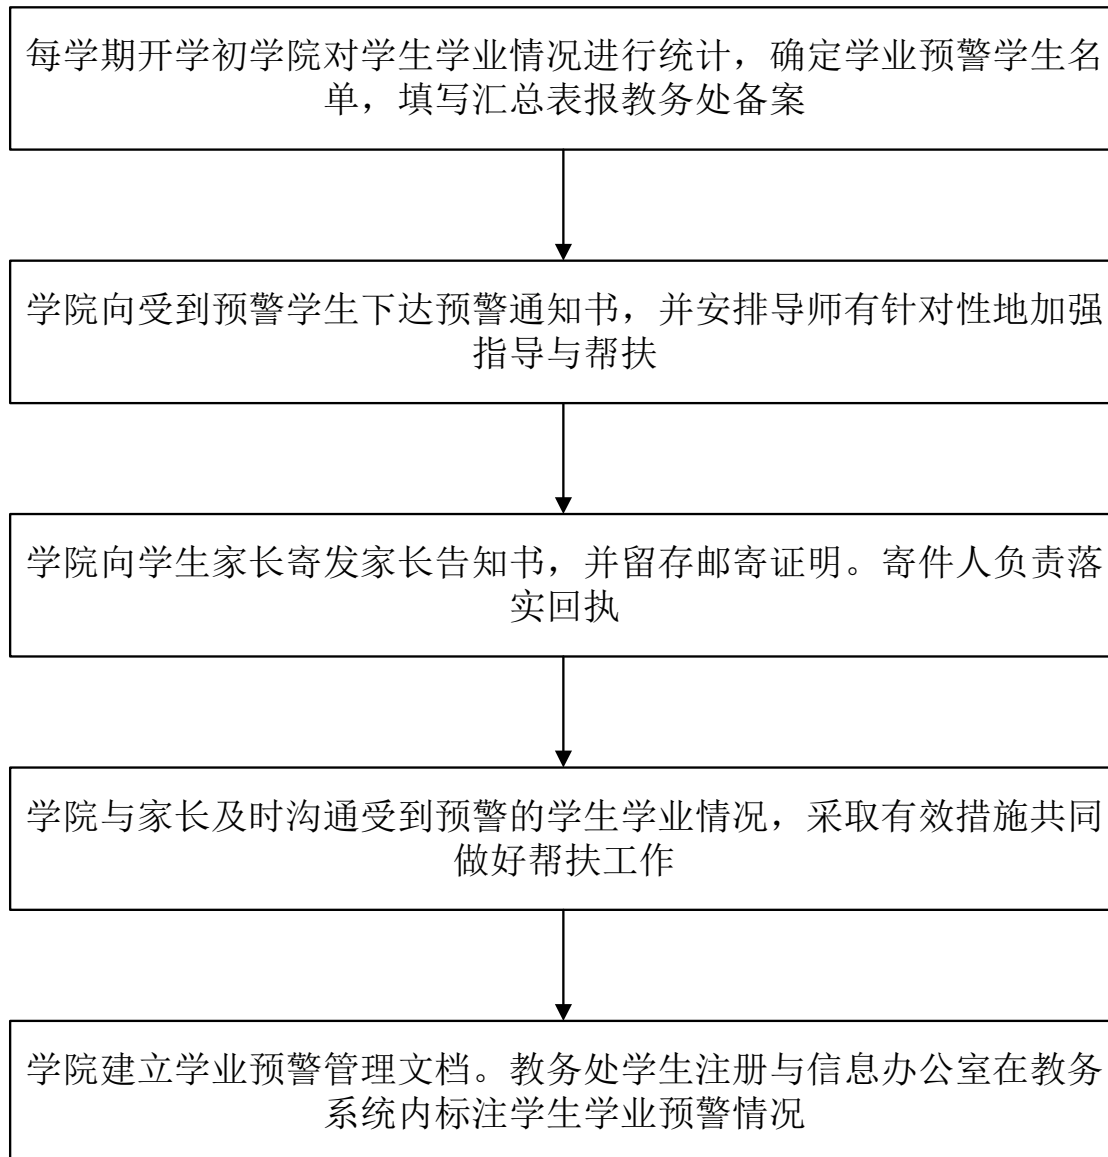 每学期开学初学院对学生学业情况进行统计，确定学业预警学生名
单，填写汇总表报教务处备案
学院向受到预警学生下达预警通知书，并安排导师有针对性地加强
指导与帮扶
学院向学生家长寄发家长告知书，并留存邮寄证明。寄件人负责落
实回执
学院与家长及时沟通受到预警的学生学业情况，采取有效措施共同
做好帮扶工作
学院建立学业预警管理文档。教务处学生注册与信息办公室在教务
系统内标注学生学业预警情况